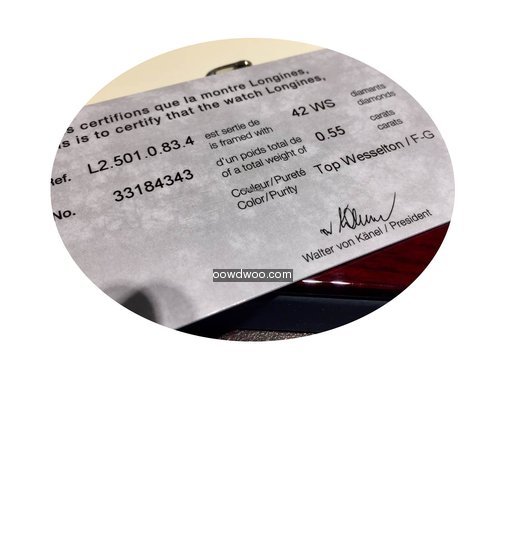 s certifions que la montre Longines,
is is to certify that the watch Longines,
Ref. L2.501.0.83.4
est sertie de
is framed with
42 WS
diamants
diamonds
No. 33184343
d'un poids total de
of a total weight of
0.55
carats
carats
Couleur/Pureté
Color/Purity
Top Wesselton / F-G
Walter von Känel / President
oowdwoo.com